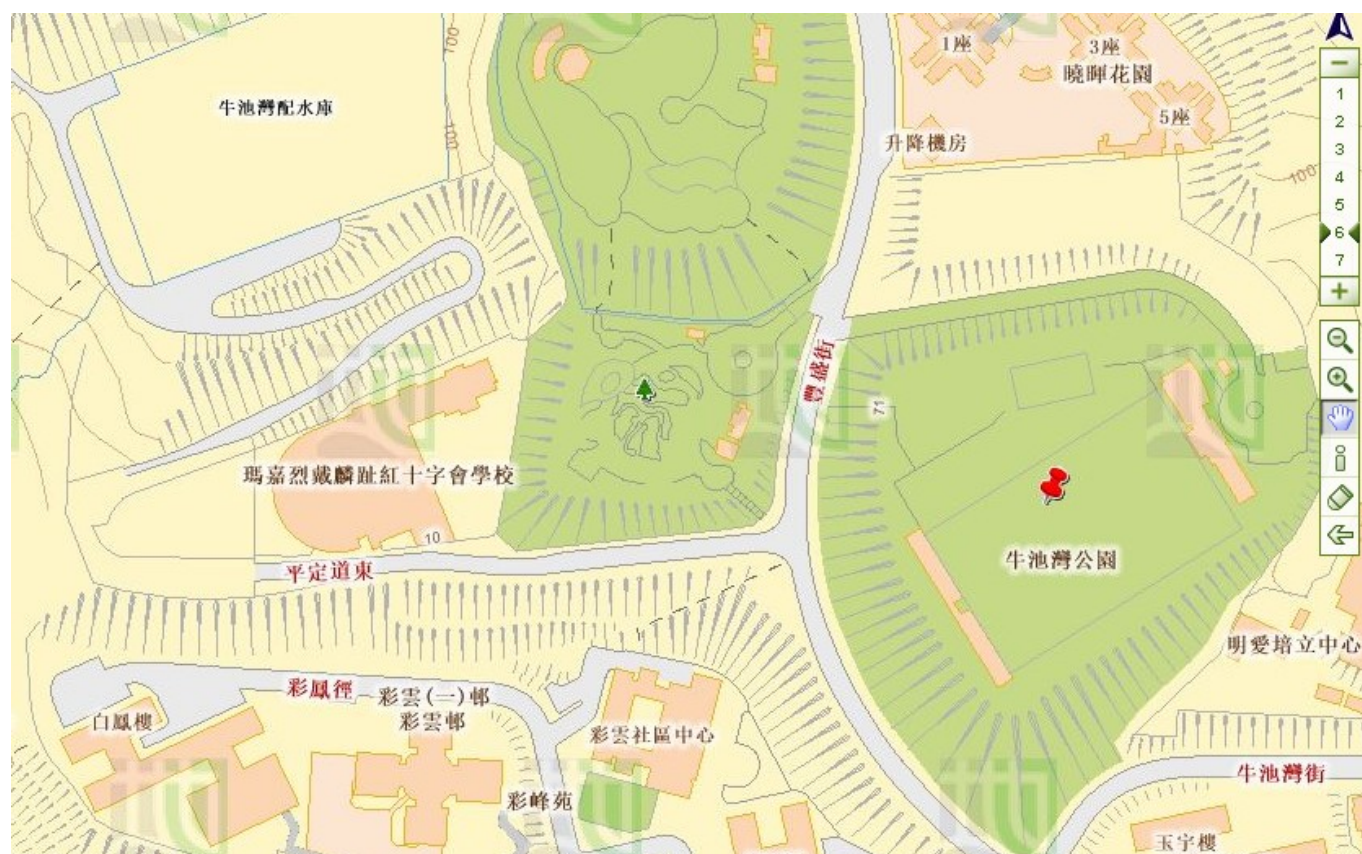 1座
3座
曉暉花園
5座
牛池灣配水庫
升降機房
100
100
100
1
2
3
4
5
6
7
豐盛街
71
瑪嘉烈戴麟趾紅十字會學校
10
平定道東
牛池灣公園
明愛培立中心
彩鳳徑
彩雲(一)邨
彩雲邨
白鳳樓
彩雲社區中心
牛池灣街
彩峰苑
玉宇樓